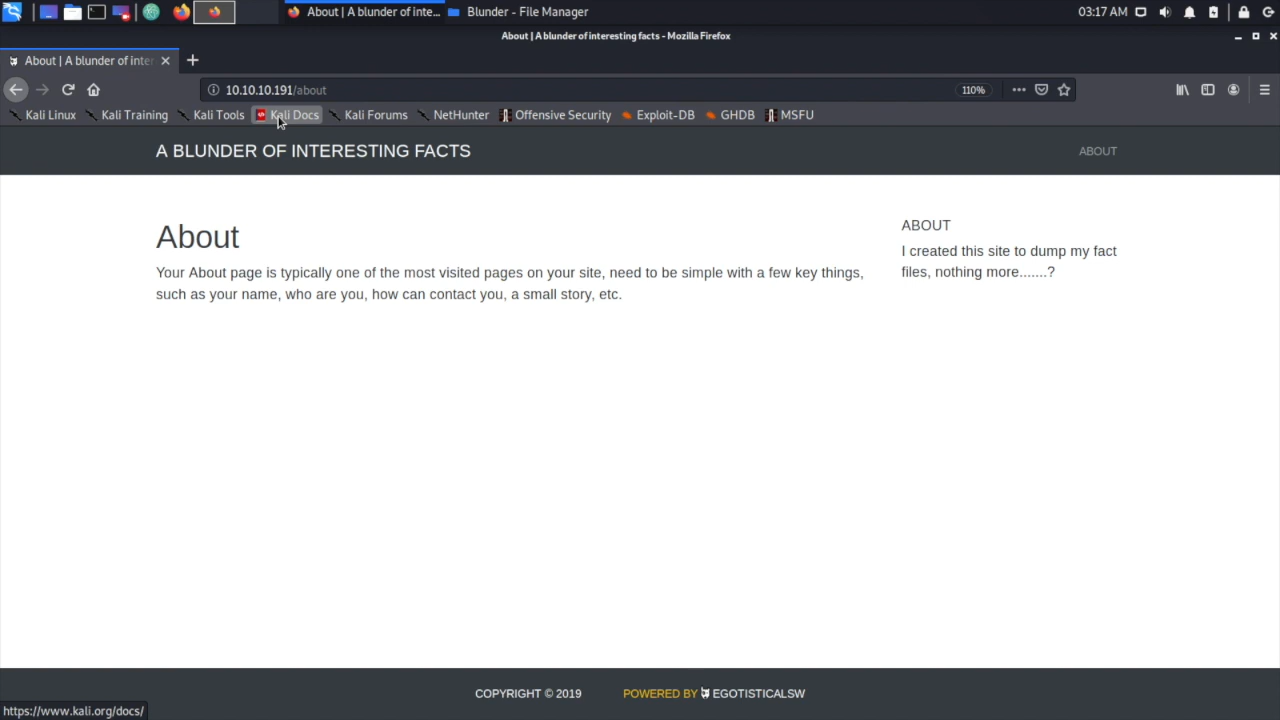 About | A blunder of inte...
Blunder - File Manager
03:17 AM
About | A blunder of interesting facts - Mozilla Firefox
About | A blunder of inter
10.10.10.191/about
110%
Kali Linux
Kali Training
Kali Tools
Kali Docs
Kali Forums
NetHunter
Offensive Security
Exploit-DB
GHDB
MSFU
A BLUNDER OF INTERESTING FACTS
ABOUT
About
Your About page is typically one of the most visited pages on your site, need to be simple with a few key things,
such as your name, who are you, how can contact you, a small story, etc.
ABOUT
I created this site to dump my fact
files, nothing more.......?
COPYRIGHT © 2019
POWERED BY EGOTISTICALSW
https://www.kali.org/docs/